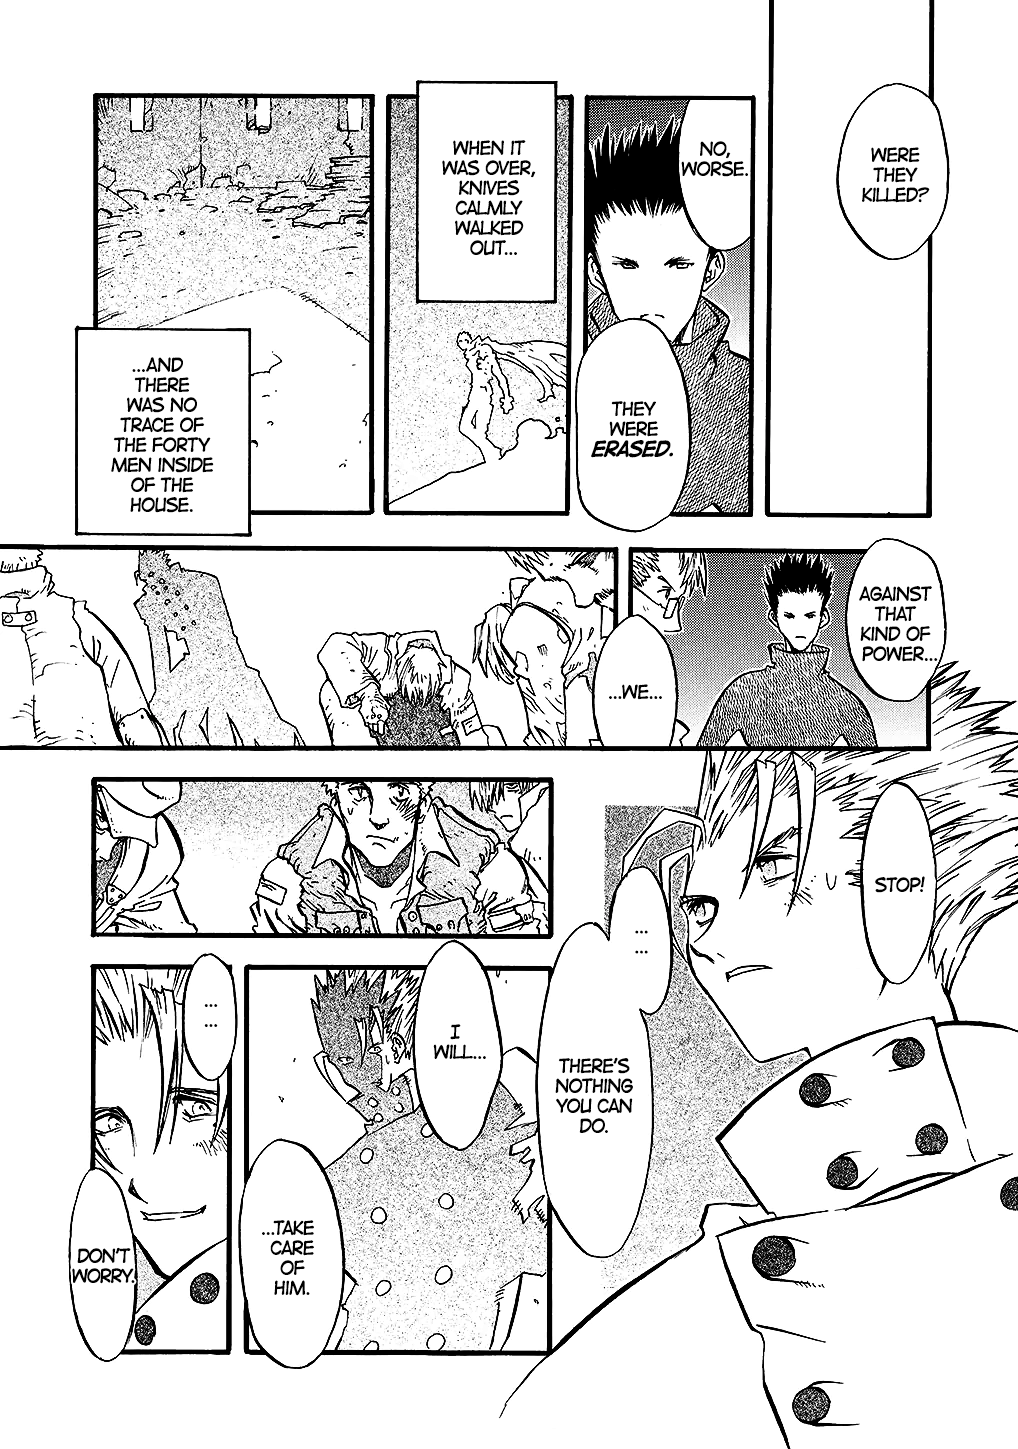 WERE
THEY
KILLED?
NO,
WORSE.
THEY
WERE
ERASED.
WHEN IT
WAS OVER,
KNIVES
CALMLY
WALKED
OUT...
...AND
THERE
WAS NO
TRACE OF
THE FORTY
MEN INSIDE
OF THE
HOUSE.
AGAINST
THAT
KIND OF
POWER...
...WE...
STOP!
... ...
THERE'S
NOTHING
YOU CAN
DO.
I
WILL...
...TAKE
CARE
OF
HIM.
... ...
DON'T
WORRY.